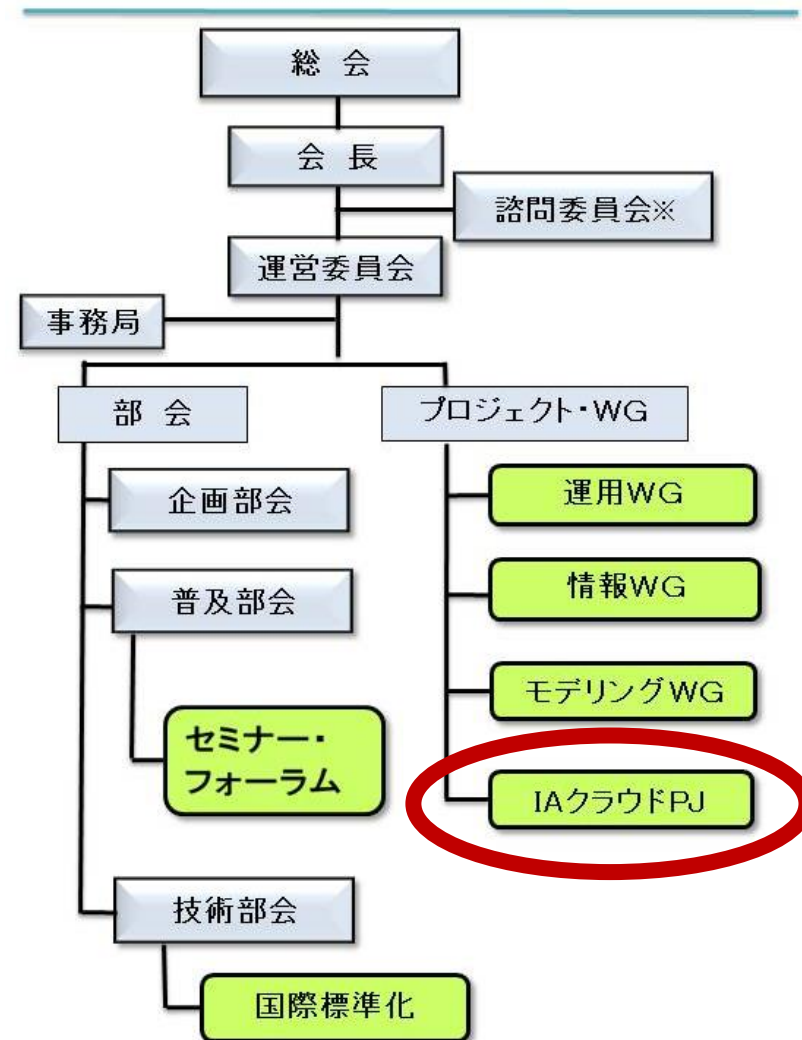 総 会
会 長
諮問委員会※
運営委員会
事務局
部 会
プロジェクト・WG
企画部会
運用WG
普及部会
情報WG
セミナー・
フォーラム
モデリングWG
IAクラウドPJ
技術部会
国際標準化